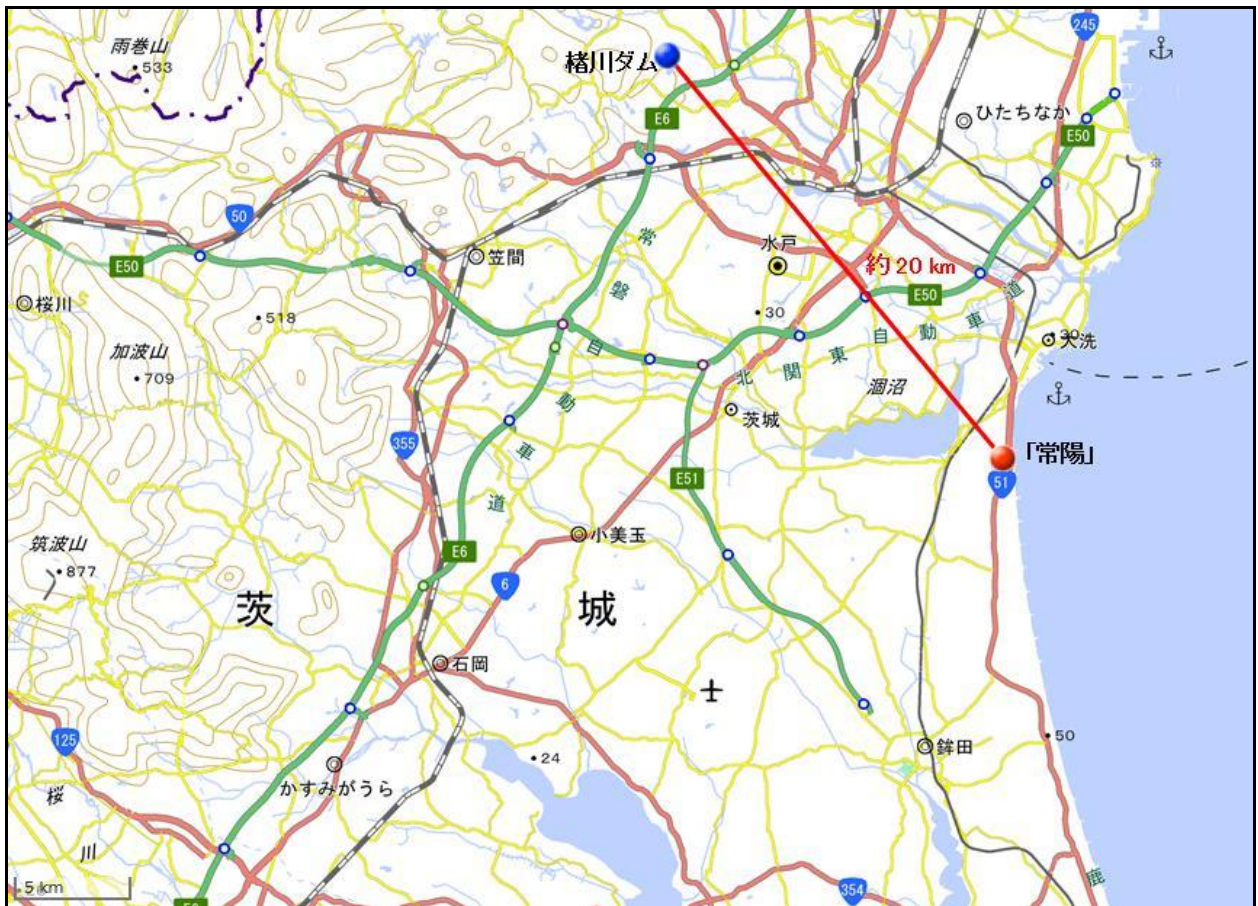 245
雨巻山
533
楮川ダム
E6
ひたちなか
E50
50
水戸
常
笠間
約20 km
磐
E50
道
E50
桜川
518
30
車
自
動
30
大洗
加波山
自
東
709
関
北
涸沼
動
茨城
355
車
「常陽」
E51
51
道
小美玉
筑波山
E6
877
6
茨
城
石岡
125
50
鉾田
24
かすみがうら
桜
川
鹿
5 km
354